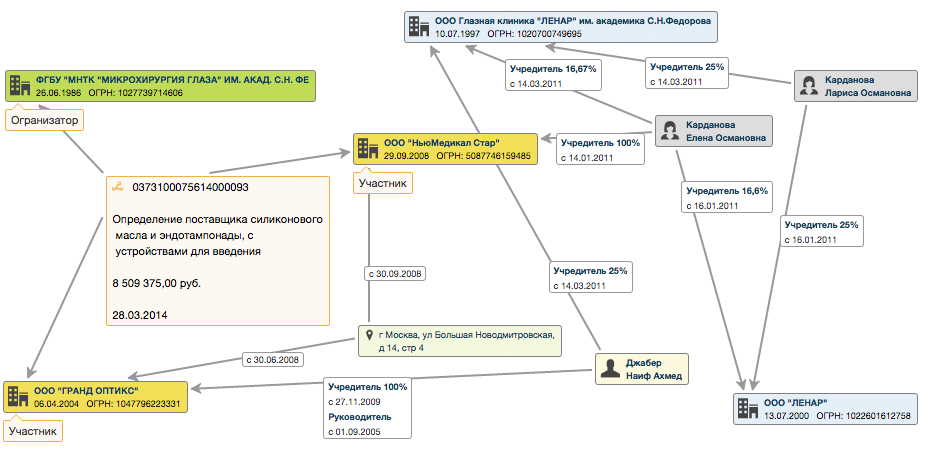 ООО Глазная клиника "ЛЕНАР" им. академика С.Н.Федорова
10.07.1997 ОГРН: 1020700749695
Учредитель 16,67%
с 14.03.2011
Учредитель 25%
с 14.03.2011
Карданова
Лариса Османовна
ФГБУ "МНТК "МИКРОХИРУРГИЯ ГЛАЗА" ИМ. АКАД. С.Н. ФЕ
26.06.1986 ОГРН: 1027739714606
Огранизатор
Карданова
Елена Османовна
ООО "НьюМедикал Стар"
29.09.2008 ОГРН: 5087746159485
Учредитель 100%
с 14.01.2011
Участник
0373100075614000093
Определение поставщика силиконового
масла и эндотампонады, с
устройствами для введения
8 509 375,00 руб.
28.03.2014
Учредитель 16,6%
с 16.01.2011
Учредитель 25%
с 16.01.2011
с 30.09.2008
Учредитель 25%
с 14.03.2011
г Москва, ул Большая Новодмитровская,
д 14, стр 4
с 30.06.2008
Джабер
Наиф Ахмед
ООО "ГРАНД ОПТИКС"
06.04.2004 ОГРН: 1047796223331
Участник
Учредитель 100%
с 27.11.2009
Руководитель
с 01.09.2005
ООО "ЛЕНАР"
13.07.2000 ОГРН: 1022601612758